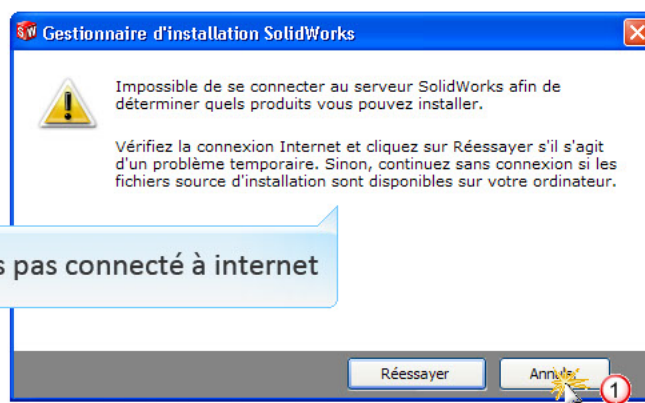 Gestionnaire d'installation SolidWorks
Impossible de se connecter au serveur SolidWorks afin de
déterminer quels produits vous pouvez installer.
Vérifiez la connexion Internet et cliquez sur Réessayer s'il s'agit
d'un problème temporaire. Sinon, continuez sans connexion si les
fichiers source d'installation sont disponibles sur votre ordinateur.
s pas connecté à internet
Réessayer
Annuler
1